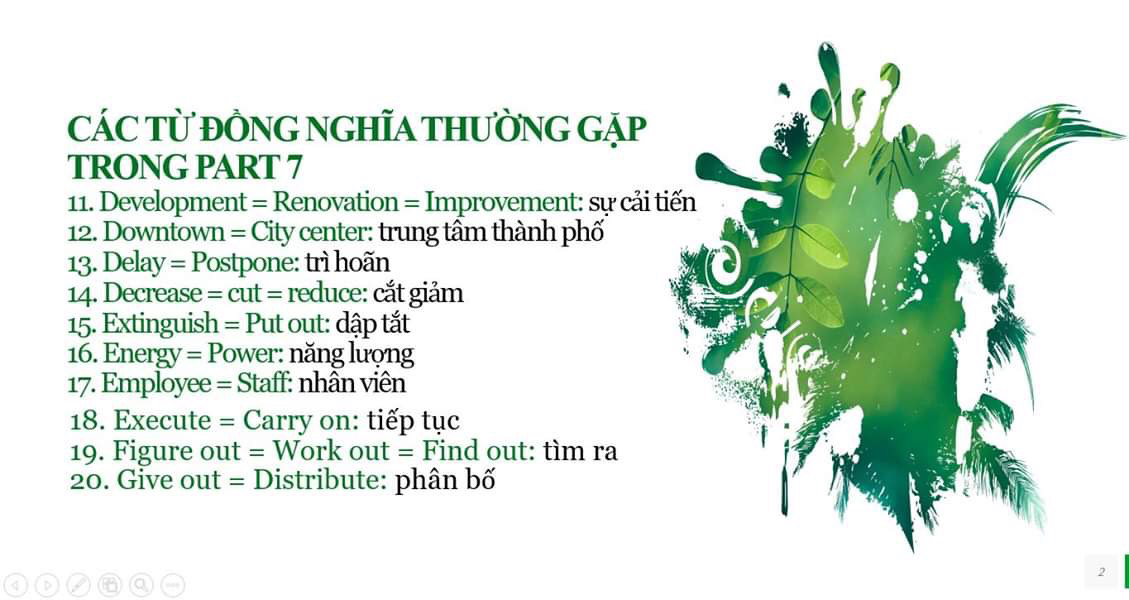 CÁC TỪ ĐỒNG NGHĨA THƯỜNG GẶP
TRONG PART 7
11. Development = Renovation = Improvement: sự cải tiến
12. Downtown = City center: trung tâm thành phố
13. Delay = Postpone: trì hoãn
14. Decrease = cut = reduce: cắt giảm
15. Extinguish = Put out: dập tắt
16. Energy = Power: năng lượng
17. Employee = Staff: nhân viên
18. Execute = Carry on: tiếp tục
19. Figure out = Work out = Find out: tìm ra
20. Give out = Distribute: phân bố
2